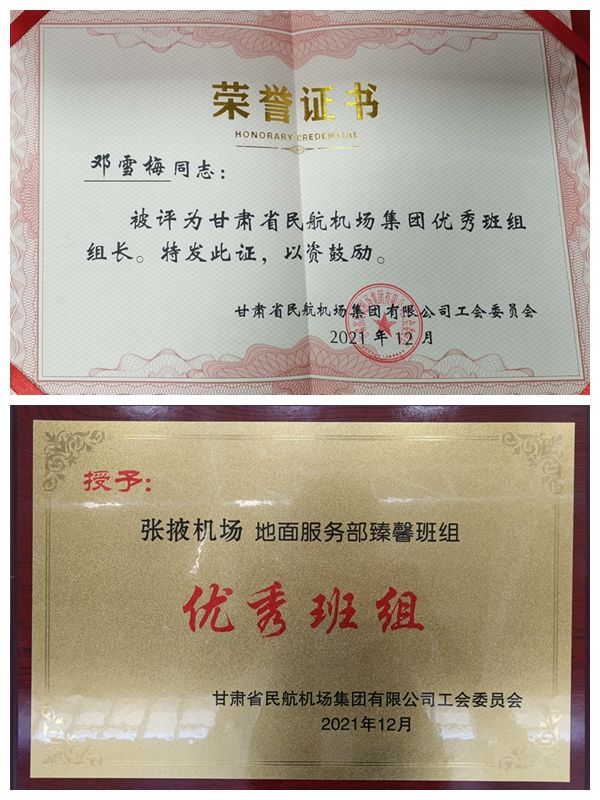 荣誉证书
HONORARY CREDENTIAL
邓雪梅同志：
被评为甘肃省民航机场集团优秀班组
组长。特发此证，以资鼓励。
甘肃省民航机场集团有限公司工会委员会
2021年12月
授予：
张掖机场 地面服务部臻馨班组
优秀班组
甘肃省民航机场集团有限公司工会委员会
2021年12月